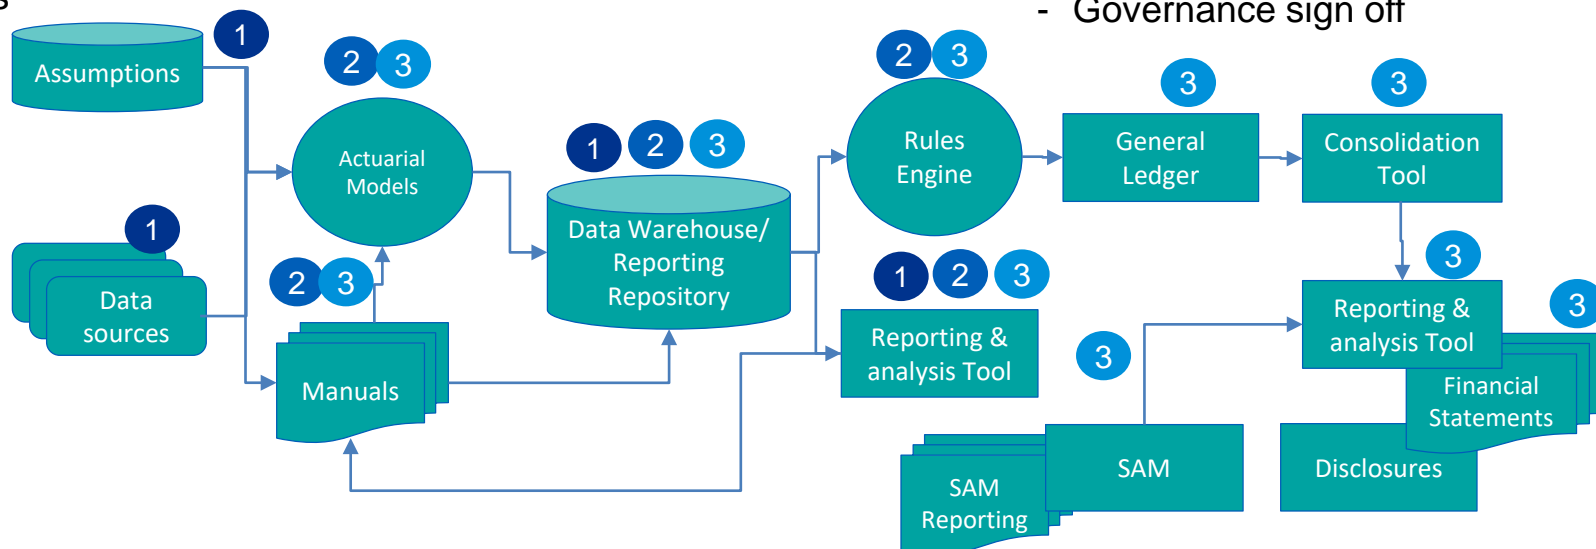 s
- Governance sign off
1
2
3
2
3
3
3
Assumptions
Actuarial
Models
1
2
3
Rules
Engine
General
Ledger
Consolidation
Tool
1
Data
sources
2
3
Data Warehouse/
Reporting
Repository
1
2
3
3
3
Manuals
Reporting &
analysis Tool
3
Reporting &
analysis Tool
Financial
Statements
SAM
Reporting
SAM
Disclosures